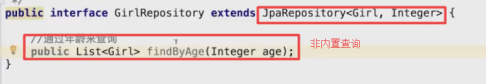 */
public interface GirlRepository extends JpaRepository<Girl, Integer> {
//通过年龄来查询
public List<Girl> findByAge(Integer age);
非内置查询
}